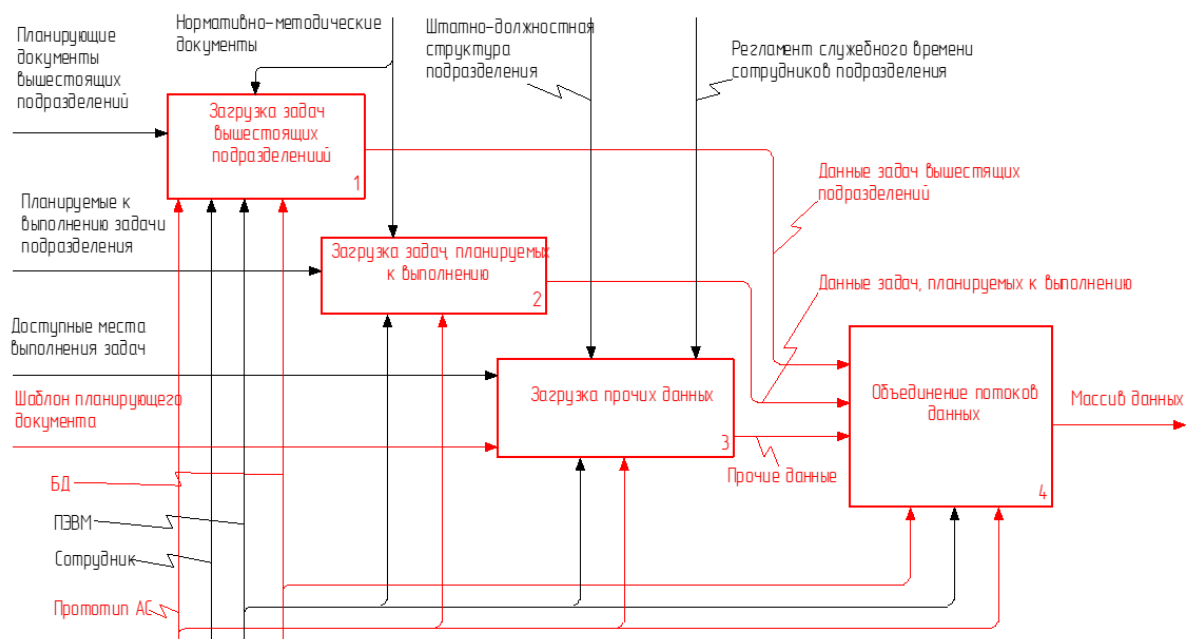 Нормативно-методические
документы
Штатно-должностная
структура
подразделения
Регламент служебного времени
сотрудников подразделения
Планирующие
документы
вышестоящих
подразделений
Загрузка задач
вышестоящих
подразделениий
1
Данные задач вышестящих
подразделений
Планируемые к
выполнению задачи
подразделения
Загрузка задач, планируемых
к выполнению
2
Данные задач, планируемых к выполнению
Доступные места
выполнения задач
Шаблон планирующего
документа
Загрузка прочих данных
3
Объединение потоков
данных
4
Массив данных
Прочие данные
БД
ПЭВМ
Сотрудник
Прототип АС